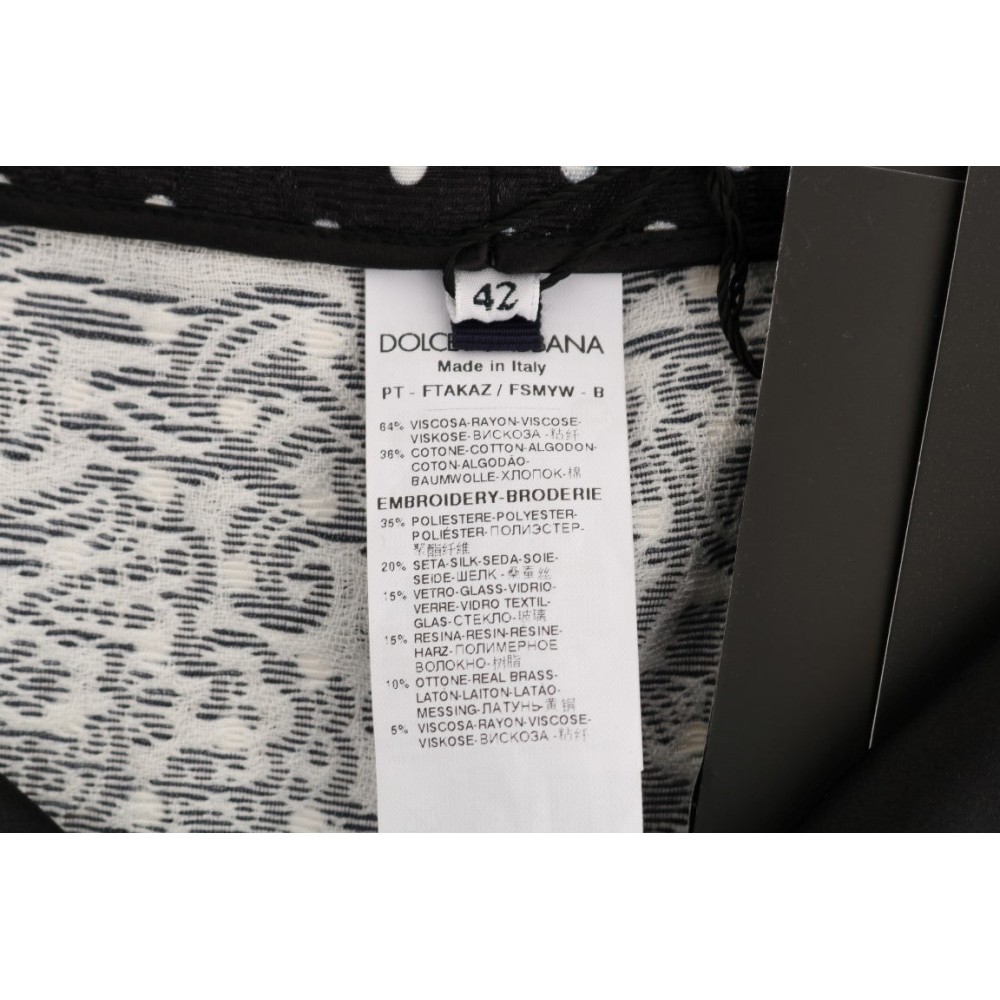 42
DOLCE BANA
Made in Italy
PT - FTAKAZ / FSMYW - B
64% VISCOSA-RAYON-VISCOSE-
VISKOSE-ВИСКОЗА-粘纤
36% COTONE-COTTON-ALGODON-
COTON-ALGODÃO-
BAUMWOLLE-ХЛОПОК-棉
EMBROIDERY-BRODERIE
35% POLIESTERE-POLYESTER-
POLIÉSTER-ПОЛИЭСТЕР-
聚酯纤维
20% SETA-SILK-SEDA-SOIE-
SEIDE-ШЕЛК-桑蚕丝
15% VETRO-GLASS-VIDRIO-
VERRE-VIDRO TEXTIL-
GLAS-СТЕКЛО-玻璃
15% RESINA-RESIN-RÉSINE-
HARZ-ПОЛИМЕРНОЕ
ВОЛОКНО-树脂
10% OTTONE-REAL BRASS-
LATÓN-LAITON-LATAO-
MESSING-ЛАТУНЬ-黄铜
5% VISCOSA-RAYON-VISCOSE-
VISKOSE-ВИСКОЗА-粘纤